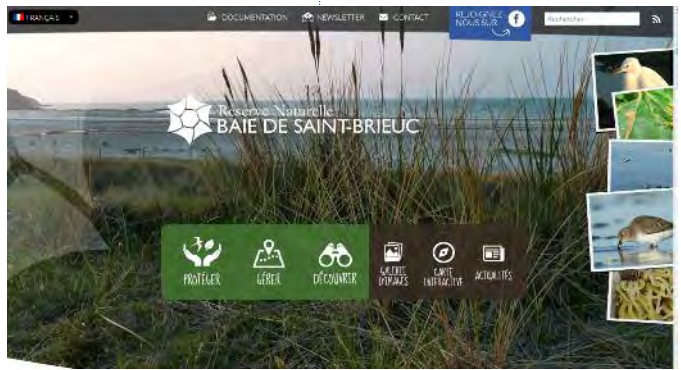 FRANÇAIS
DOCUMENTATION
NEWSLETTER
CONTACT
REJOIGNEZ
NOUS SUR
f
Rechercher
Réserve Naturelle
BAIE DE SAINT-BRIEUC
PROTÉGER
GÉRER
DÉCOUVRIR
GALERIE
D'IMAGES
CARTE
INTERACTIVE
ACTUALITÉS